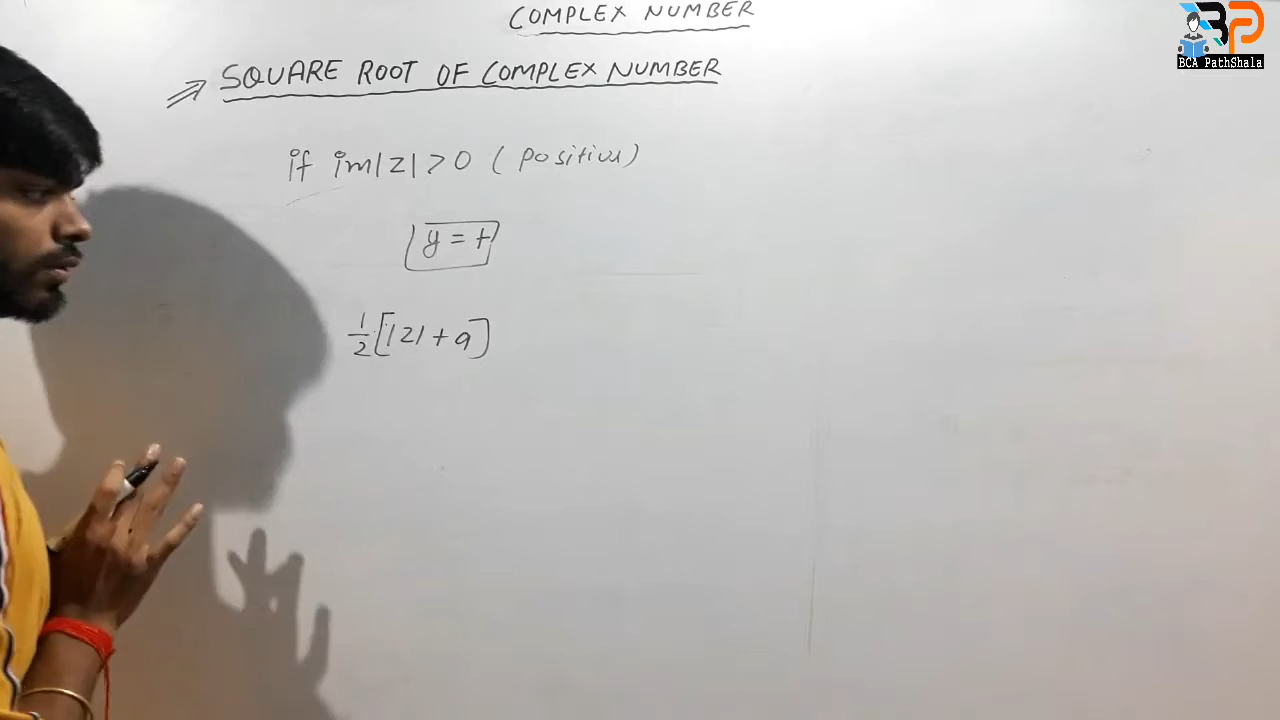 COMPLEX NUMBER
BCA PathShala
⇒ SQUARE ROOT OF COMPLEX NUMBER
if im|z| > 0 (positive)
y = +
1/2 [|z| + a]